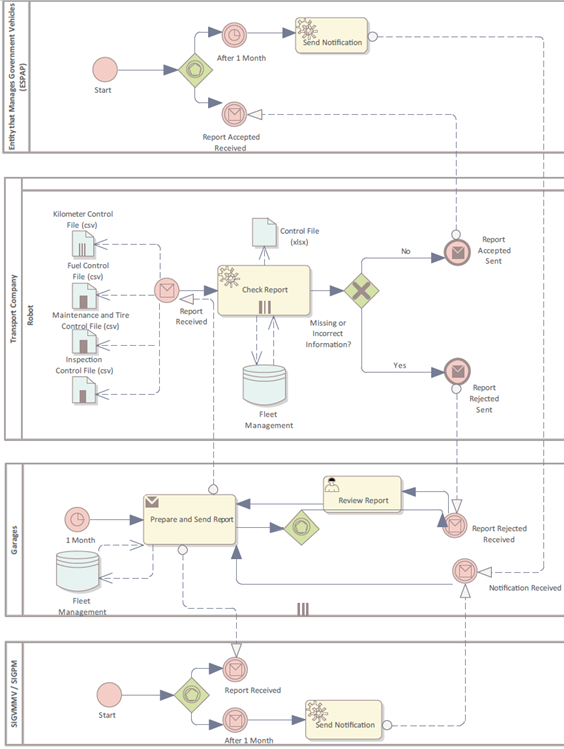 Entity that Manages Government Vehicles
(ESPAP)
Start
After 1 Month
Send Notification
Report Accepted
Received
Transport Company
Robot
Kilometer Control
File (csv)
Fuel Control
File (csv)
Maintenance and Tire
Control File (csv)
Inspection
Control File (csv)
Report
Received
Control File
(xlsx)
Check Report
Fleet
Management
Missing or
Incorrect
Information?
No
Report
Accepted
Sent
Yes
Report
Rejected
Sent
Garages
1 Month
Fleet
Management
Prepare and Send Report
Review Report
Report Rejected
Received
Notification Received
SIGVMMV / SIGPM
Start
Report Received
After 1 Month
Send Notification